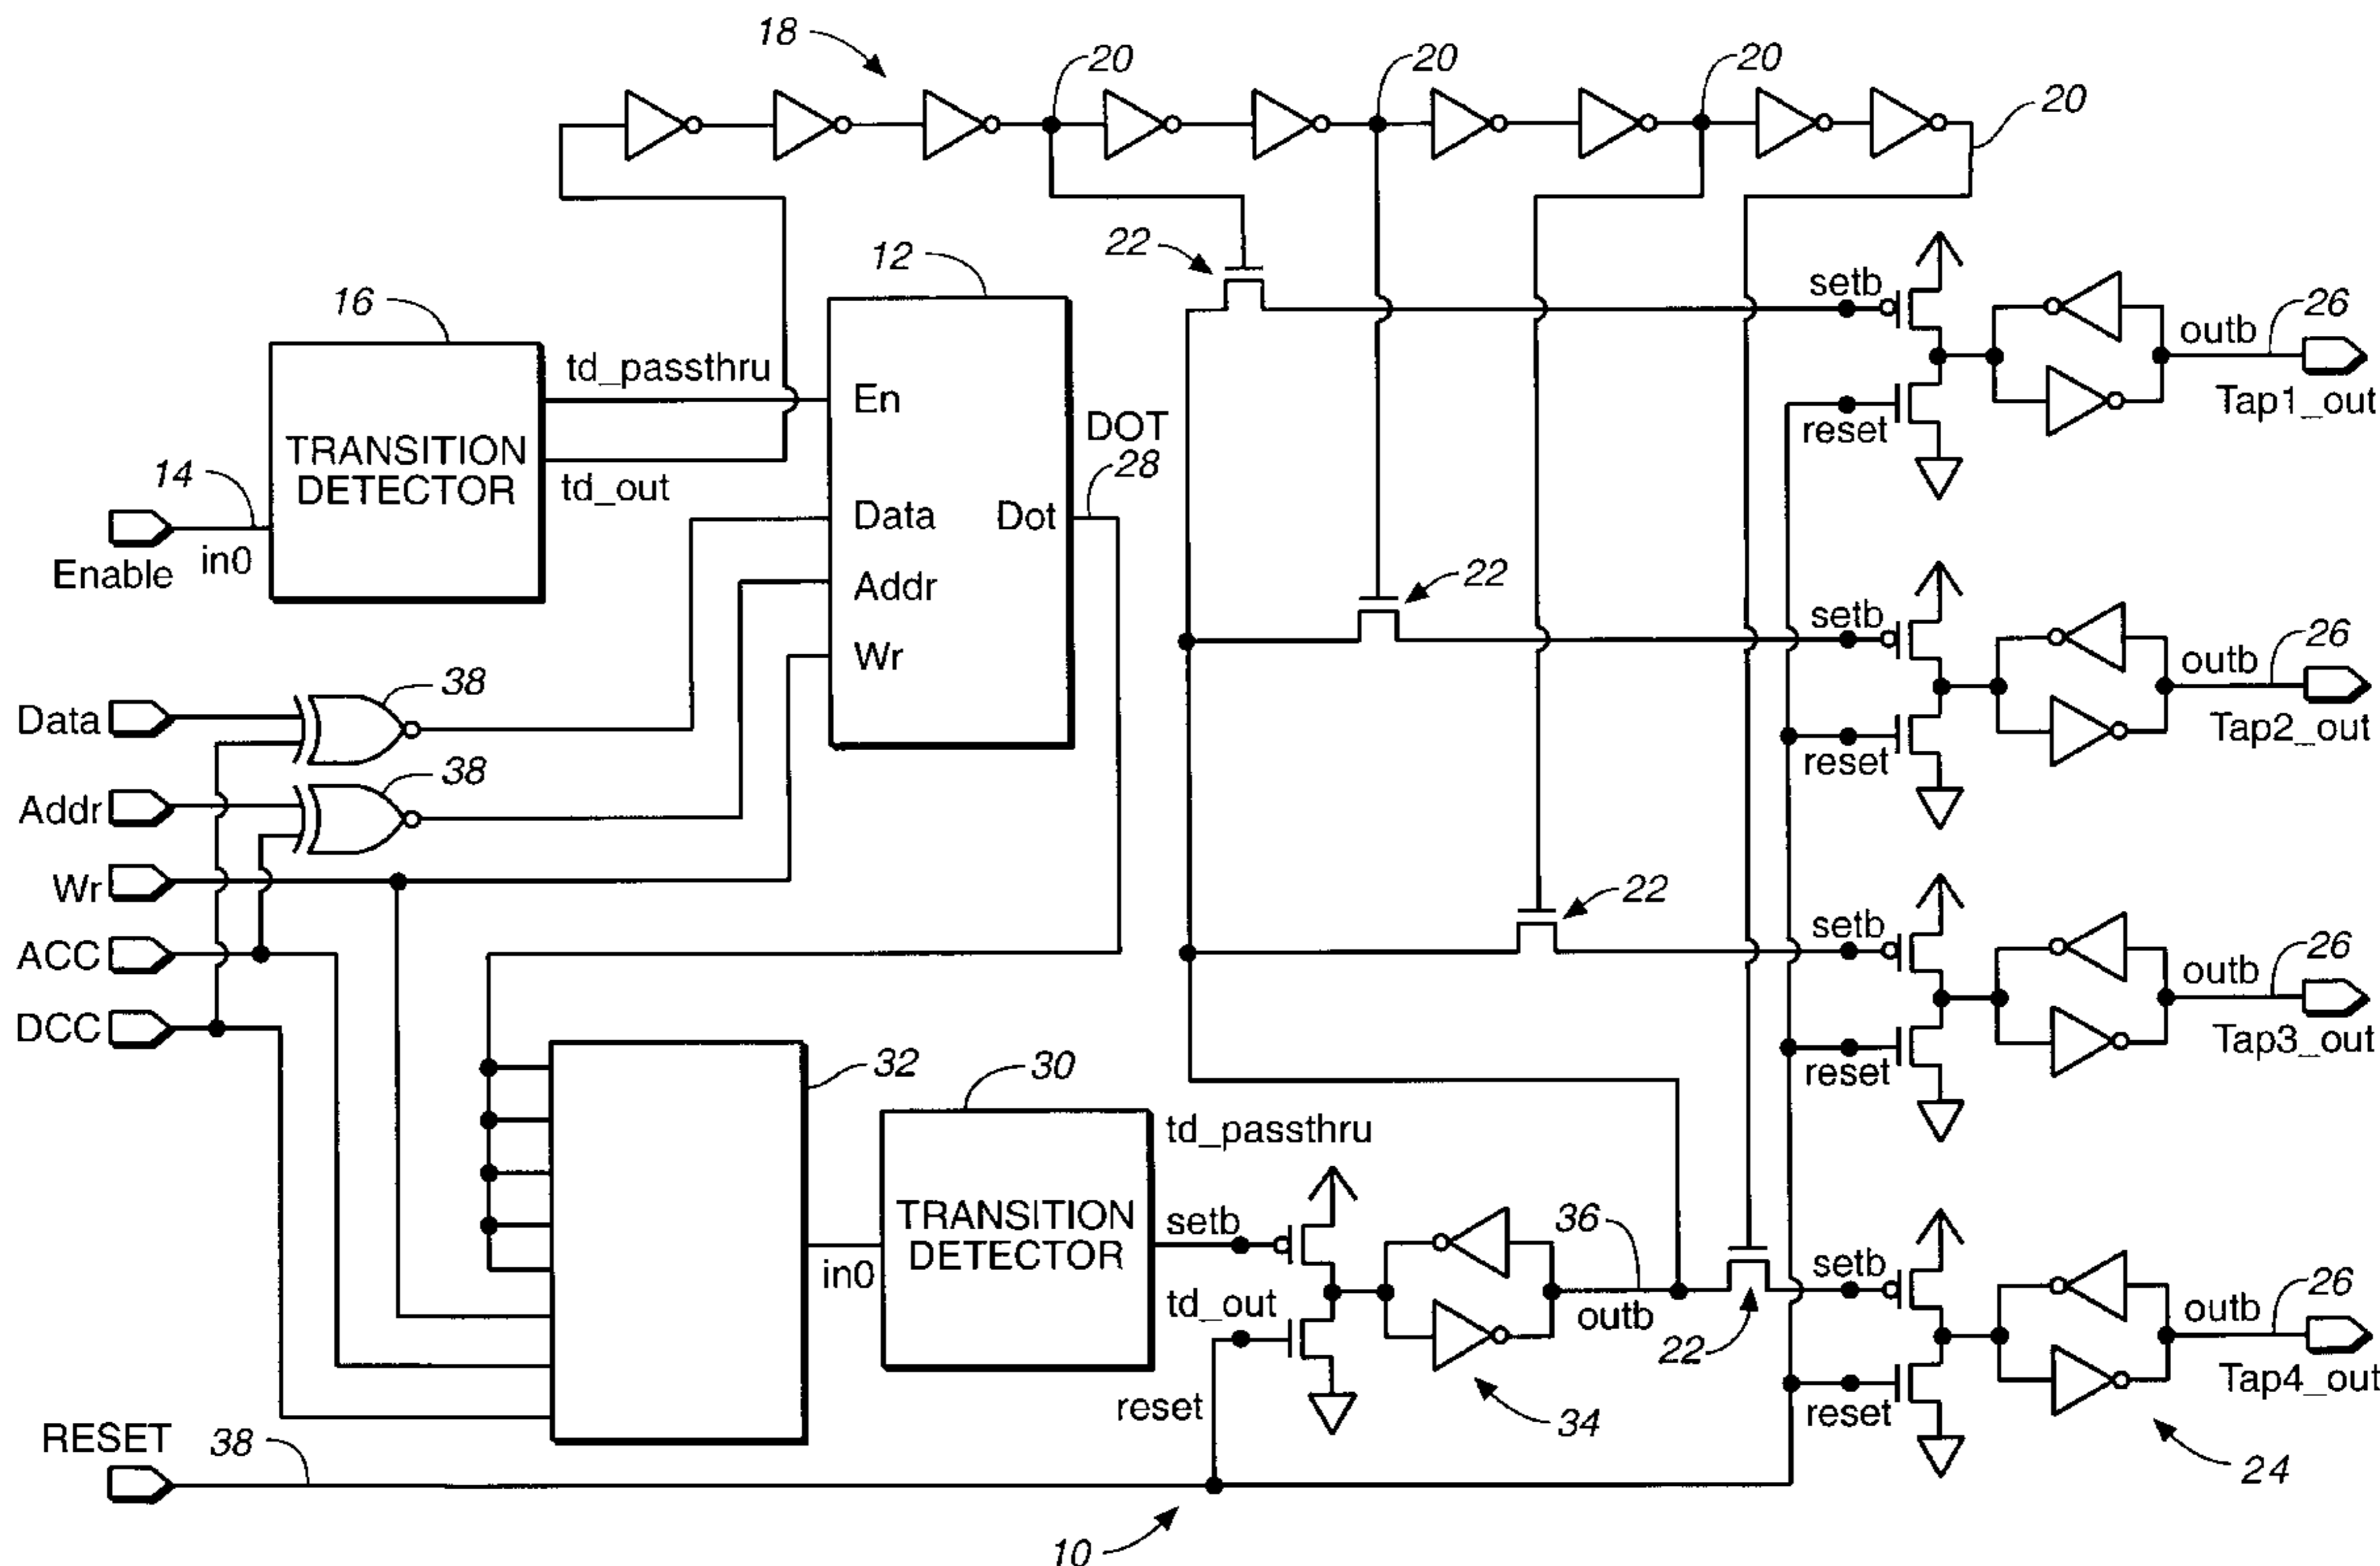 18
20
20
20
20
12
22
16
td_passthru
En
TRANSITION
DETECTOR
td_out
14
in0
Enable
DOT
28
Data
Dot
Addr
Wr
setb
reset
outb
26
Tap1_out
22
setb
reset
outb
26
Tap2_out
Data
38
Addr
38
Wr
ACC
DCC
22
setb
reset
outb
26
Tap3_out
32
30
in0
TRANSITION
DETECTOR
td_passthru
setb
td_out
reset
36
outb
34
22
setb
reset
outb
26
Tap4_out
24
RESET
38
10